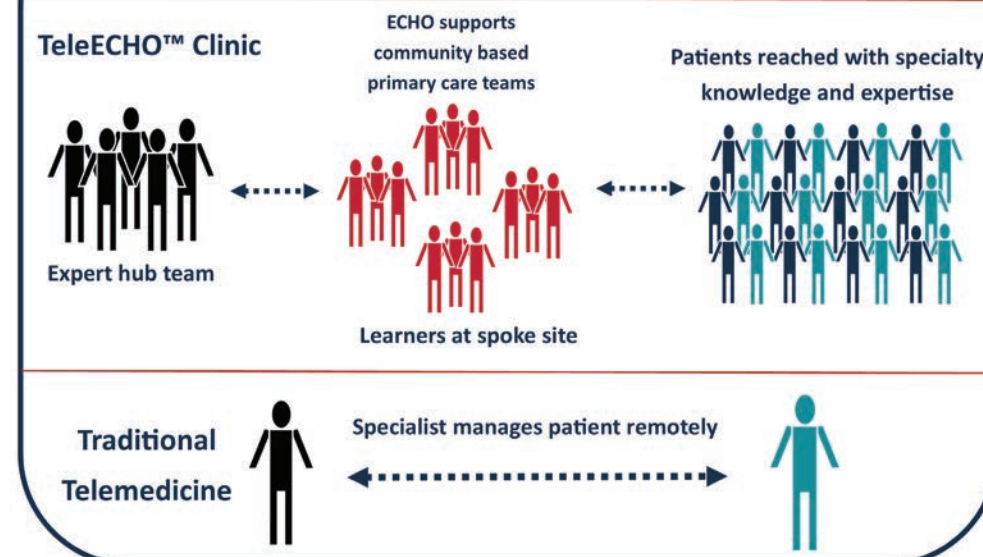 TeleECHO™ Clinic
ECHO supports
community based
primary care teams
Patients reached with specialty
knowledge and expertise
Expert hub team
Learners at spoke site
Traditional
Telemedicine
Specialist manages patient remotely